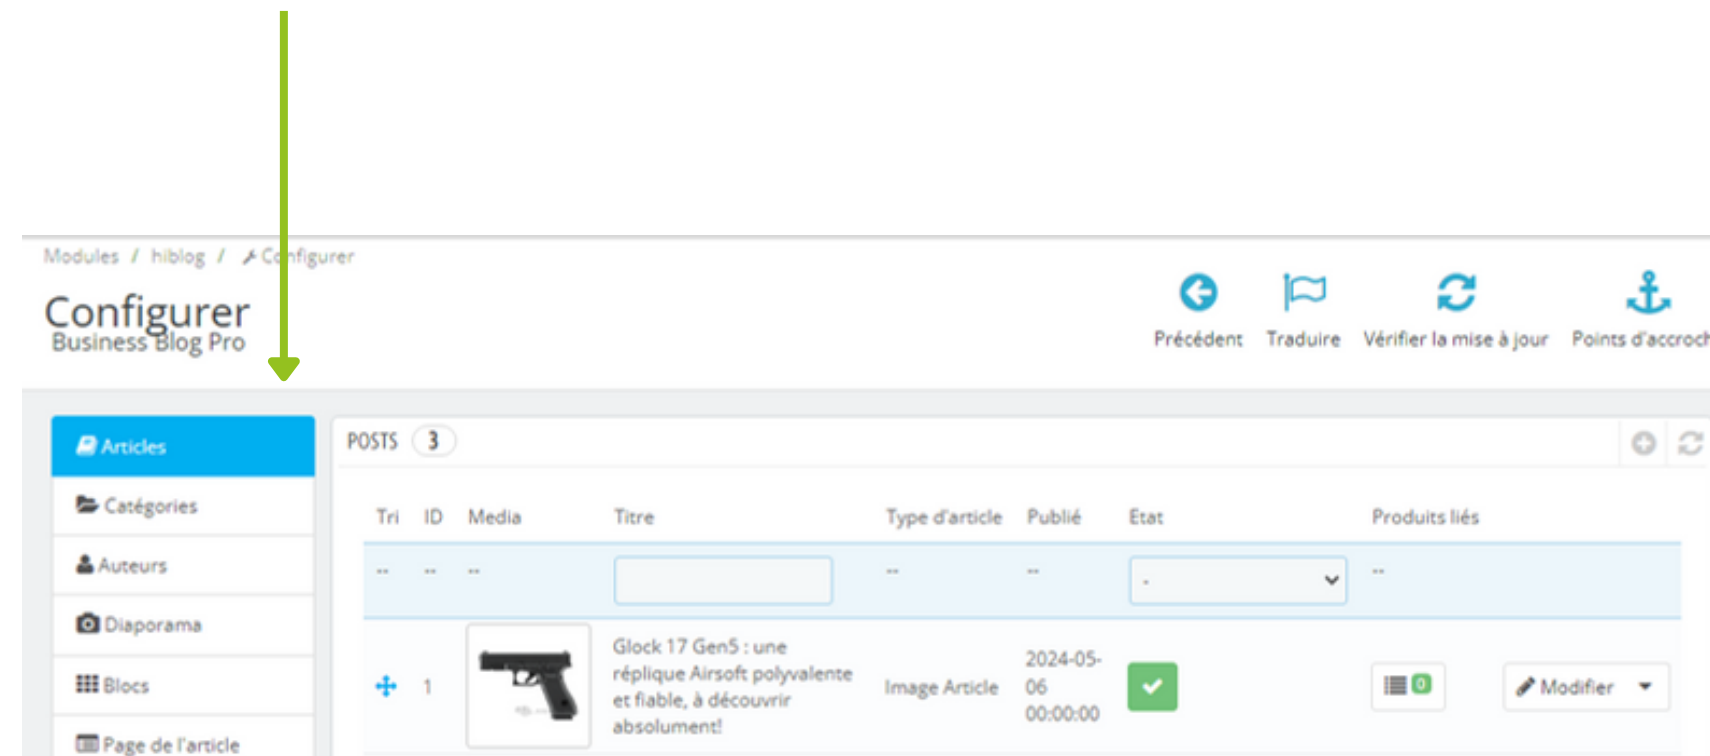 Modules / hiblog / Configurer
Configurer
Business Blog Pro
Précédent
Traduire
Vérifier la mise à jour
Points d'accroch
Articles
Catégories
Auteurs
Diaporama
Blocs
Page de l'article
POSTS 3
Tri ID Media Titre Type d'article Publié Etat Produits liés
-- -- -- -- -- - --
1 Glock 17 Gen5 : une
réplique Airsoft polyvalente
et fiable, à découvrir
absolument!
Image Article
2024-05-
06
00:00:00
0
Modifier